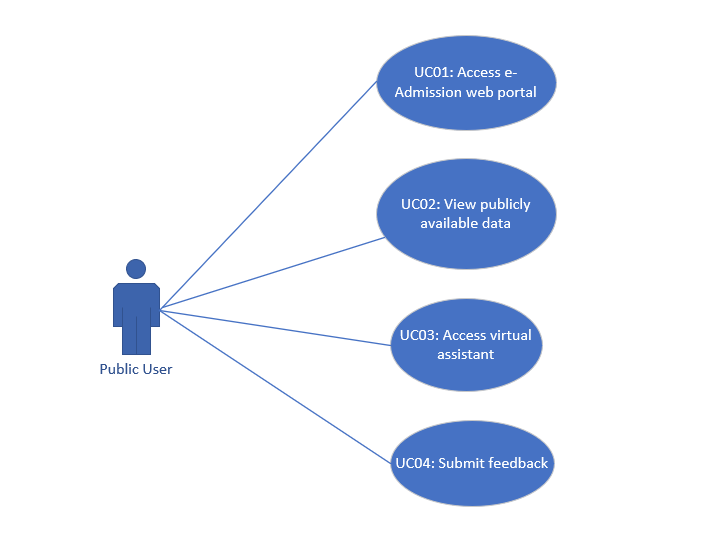 UC01: Access e-
Admission web portal
UC02: View publicly
available data
UC03: Access virtual
assistant
Public User
UC04: Submit feedback